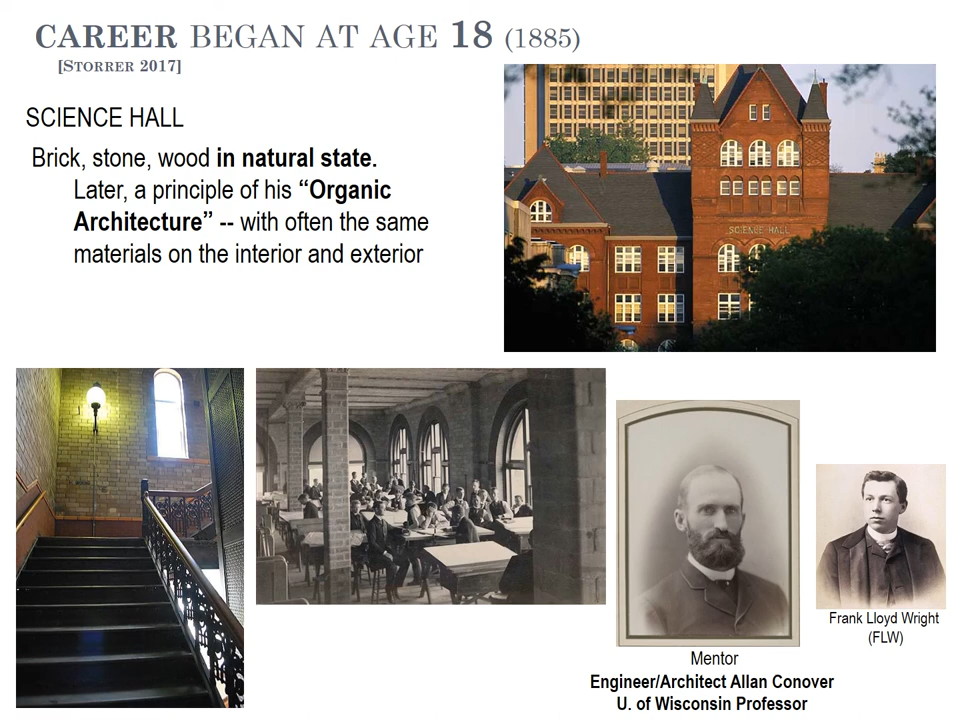 CAREER BEGAN AT AGE 18 (1885)
[STORRER 2017]
SCIENCE HALL
Brick, stone, wood in natural state.
Later, a principle of his “Organic
Architecture” -- with often the same
materials on the interior and exterior
SCIENCE HALL
Frank Lloyd Wright
(FLW)
Mentor
Engineer/Architect Allan Conover
U. of Wisconsin Professor